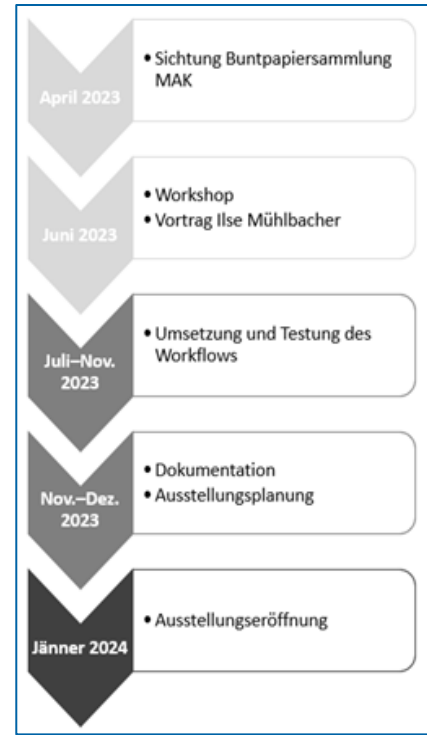 April 2023
• Sichtung Buntpapiersammlung
MAK
Juni 2023
• Workshop
• Vortrag Ilse Mühlbacher
Juli–Nov.
2023
• Umsetzung und Testung des
Workflows
Nov.–Dez.
2023
• Dokumentation
• Ausstellungsplanung
Jänner 2024
• Ausstellungseröffnung